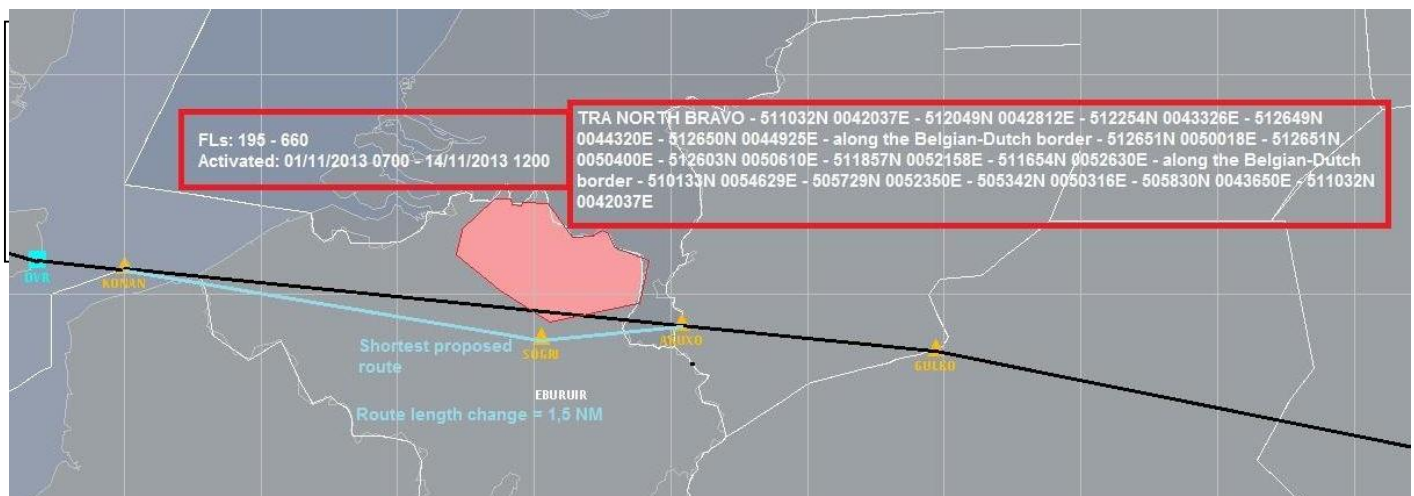 FLs: 195 - 660
Activated: 01/11/2013 0700 - 14/11/2013 1200
TRA NORTH BRAVO - 511032N 0042037E - 512049N 0042812E - 512254N 0043326E - 512649N
0044320E - 512650N 0044925E - along the Belgian-Dutch border - 512651N 0050018E - 512651N
0050400E - 512603N 0050610E - 511857N 0052158E - 511654N 0052630E - along the Belgian-Dutch
border - 510133N 0054629E - 505729N 0052350E - 505342N 0050316E - 505830N 0043650E - 511032N
0042037E
DVR
KONAN
SOGRI
GULKO
Shortest proposed
route
EBURUIR
Route length change = 1,5 NM